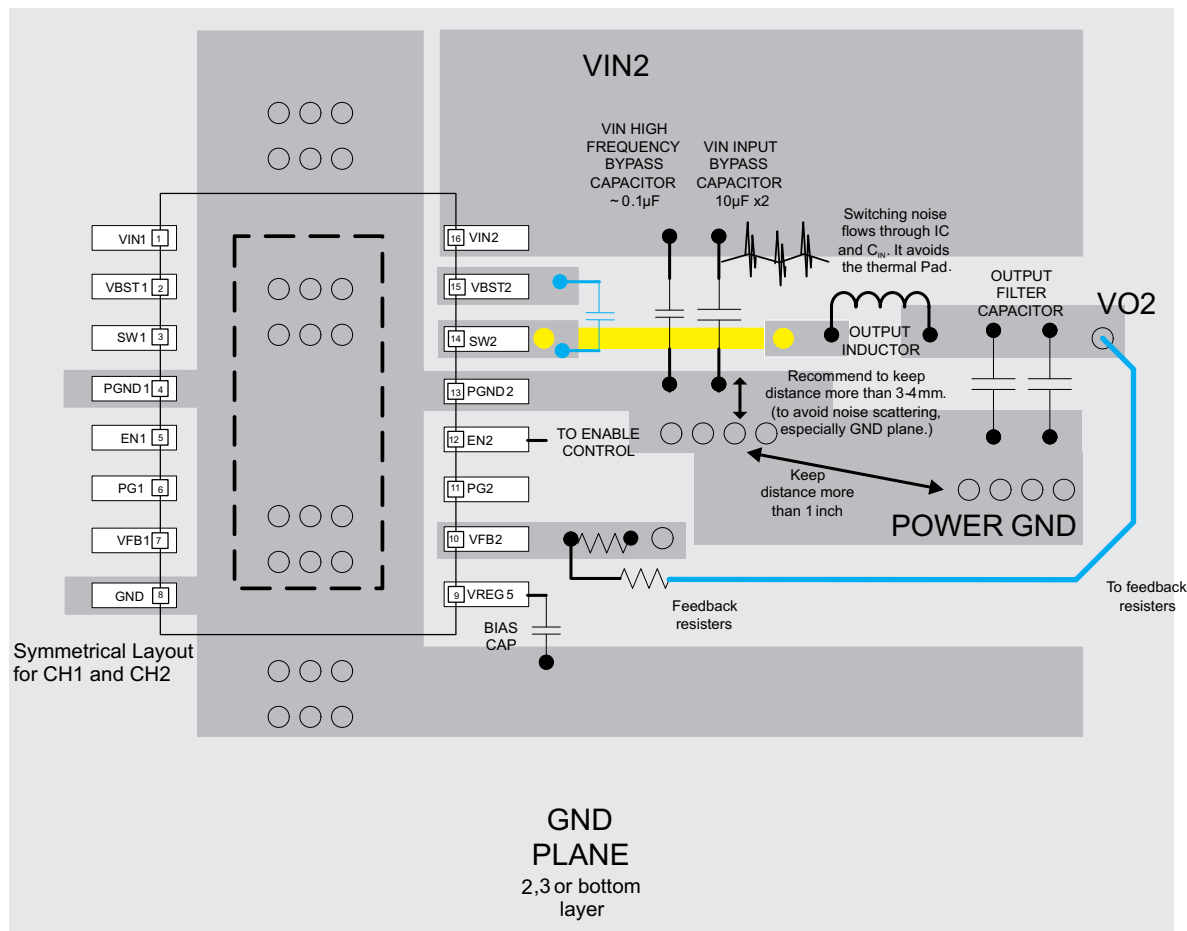 VIN2
VIN HIGH
FREQUENCY
BYPASS
CAPACITOR
~ 0.1µF
VIN INPUT
BYPASS
CAPACITOR
10µF x2
Switching noise
flows through IC
and CIN. It avoids
the thermal Pad.
OUTPUT
FILTER
CAPACITOR
VO2
OUTPUT
INDUCTOR
Recommend to keep
distance more than 3-4mm.
(to avoid noise scattering,
especially GND plane.)
Keep
distance more
than 1 inch
POWER GND
To feedback
resisters
VIN1 1
VBST1 2
SW1 3
PGND1 4
EN1 5
PG1 6
VFB1 7
GND 8
16 VIN2
15 VBST2
14 SW2
13 PGND2
12 EN2
11 PG2
10 VFB2
9 VREG5
TO ENABLE
CONTROL
Feedback
resisters
BIAS
CAP
Symmetrical Layout
for CH1 and CH2
GND
PLANE
2,3 or bottom
layer